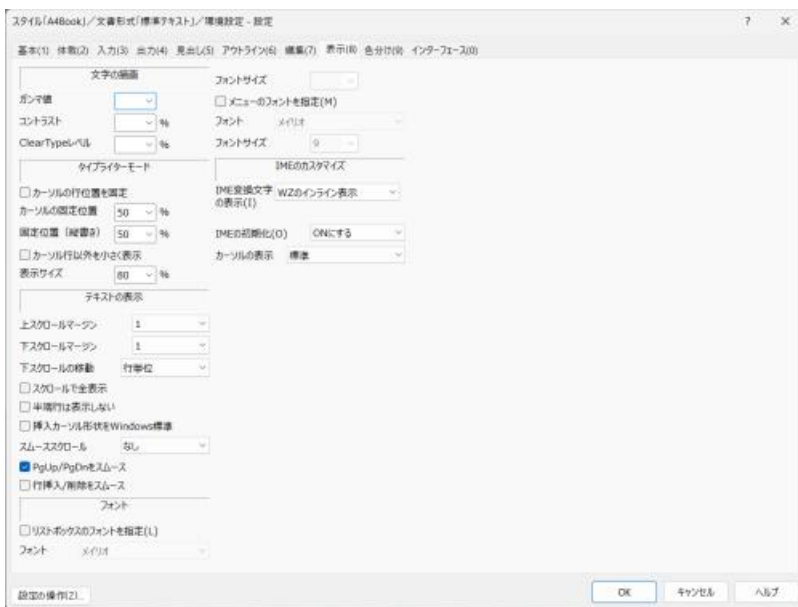 スタイル「A4Book」／文書形式「標準テキスト」／環境設定 - 設定
基本(1) 体裁(2) 入力(3) 出力(4) 見出し(5) アウトライン(6) 編集(7) 表示(8) 色分け(9) インターフェース(0)
文字の描画
ガンマ値
コントラスト %
ClearTypeレベル %
タイプライターモード
カーソルの行位置を固定
カーソルの固定位置 50 %
固定位置［縦書き］ 50 %
カーソル行以外を小さく表示
表示サイズ 80 %
テキストの表示
上スクロールマージン 1
下スクロールマージン 1
下スクロールの移動 行単位
スクロールで全表示
半端行は表示しない
挿入カーソル形状をWindows標準
スムーススクロール なし
PgUp/PgDnをスムース
行挿入/削除をスムース
フォント
リストボックスのフォントを指定(L)
フォント メイリオ
フォントサイズ
メニューのフォントを指定(M)
フォント メイリオ
フォントサイズ 9
IMEのカスタマイズ
IME変換文字 WZのインライン表示
の表示(I)
IMEの初期化(O) ONにする
カーソルの表示 標準
設定の操作(Z)...
OK キャンセル ヘルプ